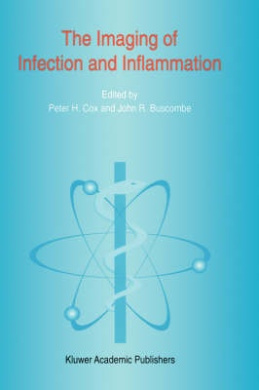 The Imaging of
Infection and Inflammation
Edited by
Peter H. Cox and John R. Buscombe
Kluwer Academic Publishers